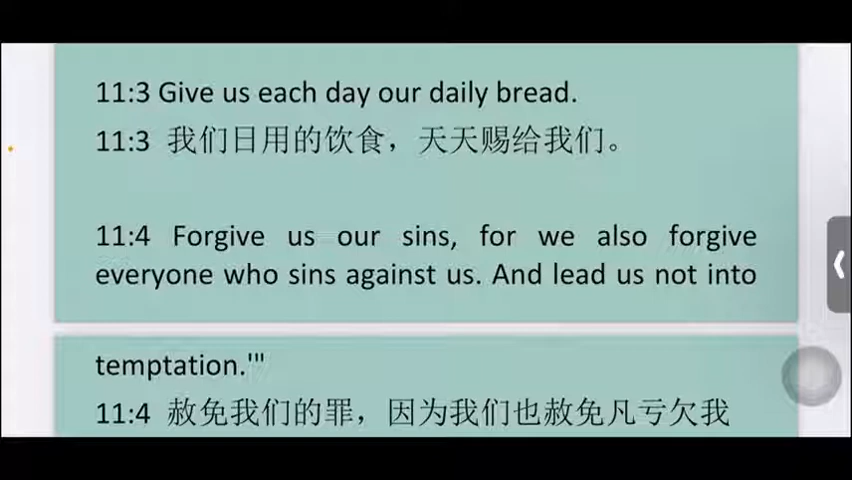 11:3 Give us each day our daily bread.
11:3 我们日用的饮食，天天赐给我们。
11:4 Forgive us our sins, for we also forgive
everyone who sins against us. And lead us not into
temptation.'"
11:4 赦免我们的罪，因为我们也赦免凡亏欠我